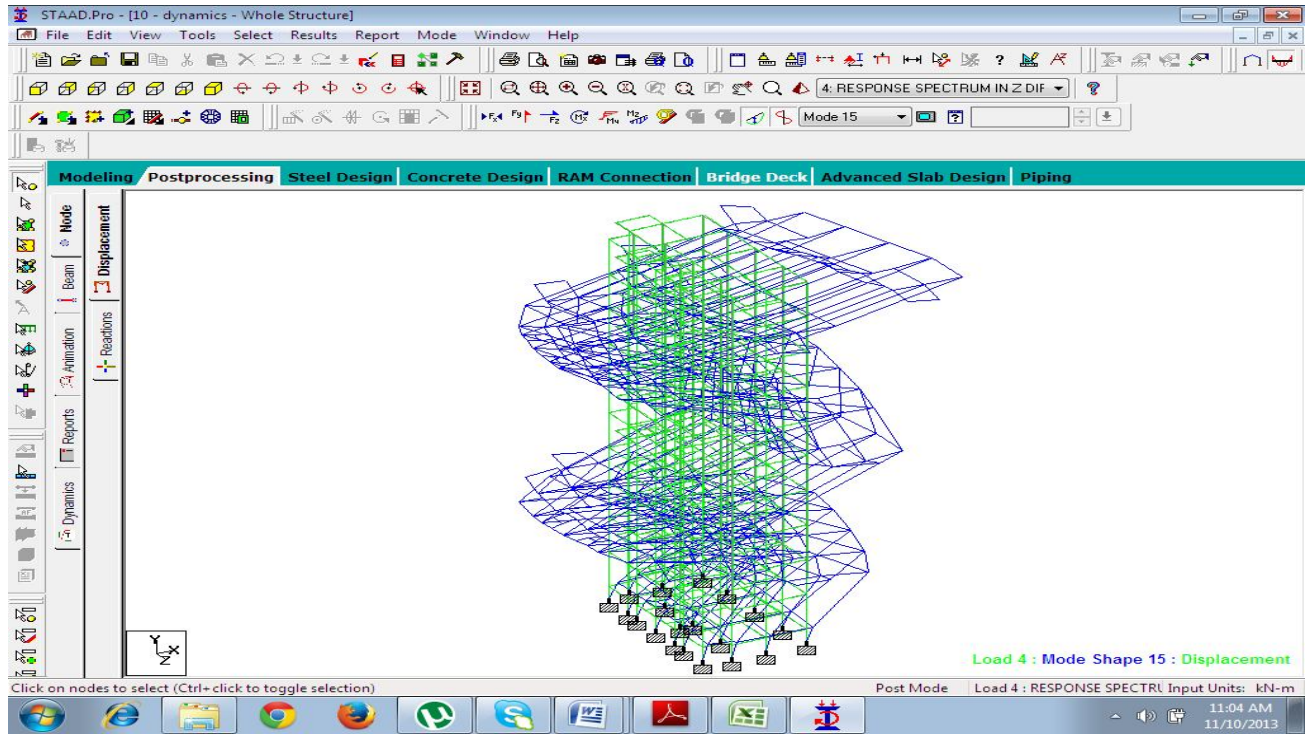 STAAD.Pro - [10 - dynamics - Whole Structure]
File Edit View Tools Select Results Report Mode Window Help
4: RESPONSE SPECTRUM IN Z DIF
Mode 15
Modeling Postprocessing Steel Design Concrete Design RAM Connection Bridge Deck Advanced Slab Design Piping
Node
Beam
Animation
Reports
Dynamics
Displacement
Reactions
Y
X
Z
Load 4 : Mode Shape 15 : Displacement
Click on nodes to select (Ctrl+click to toggle selection) Post Mode Load 4 : RESPONSE SPECTRU Input Units: kN-m
11:04 AM
11/10/2013